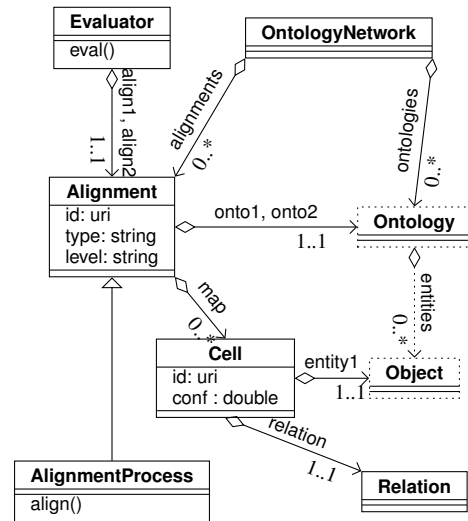 Evaluator
eval()
OntologyNetwork
align1, align2
1..1
alignments
0..*
ontologies
0..*
Alignment
id: uri
type: string
level: string
onto1, onto2
1..1
Ontology
map
0..*
entities
0..*
Cell
id: uri
conf : double
entity1
1..1
Object
relation
1..1
AlignmentProcess
align()
Relation